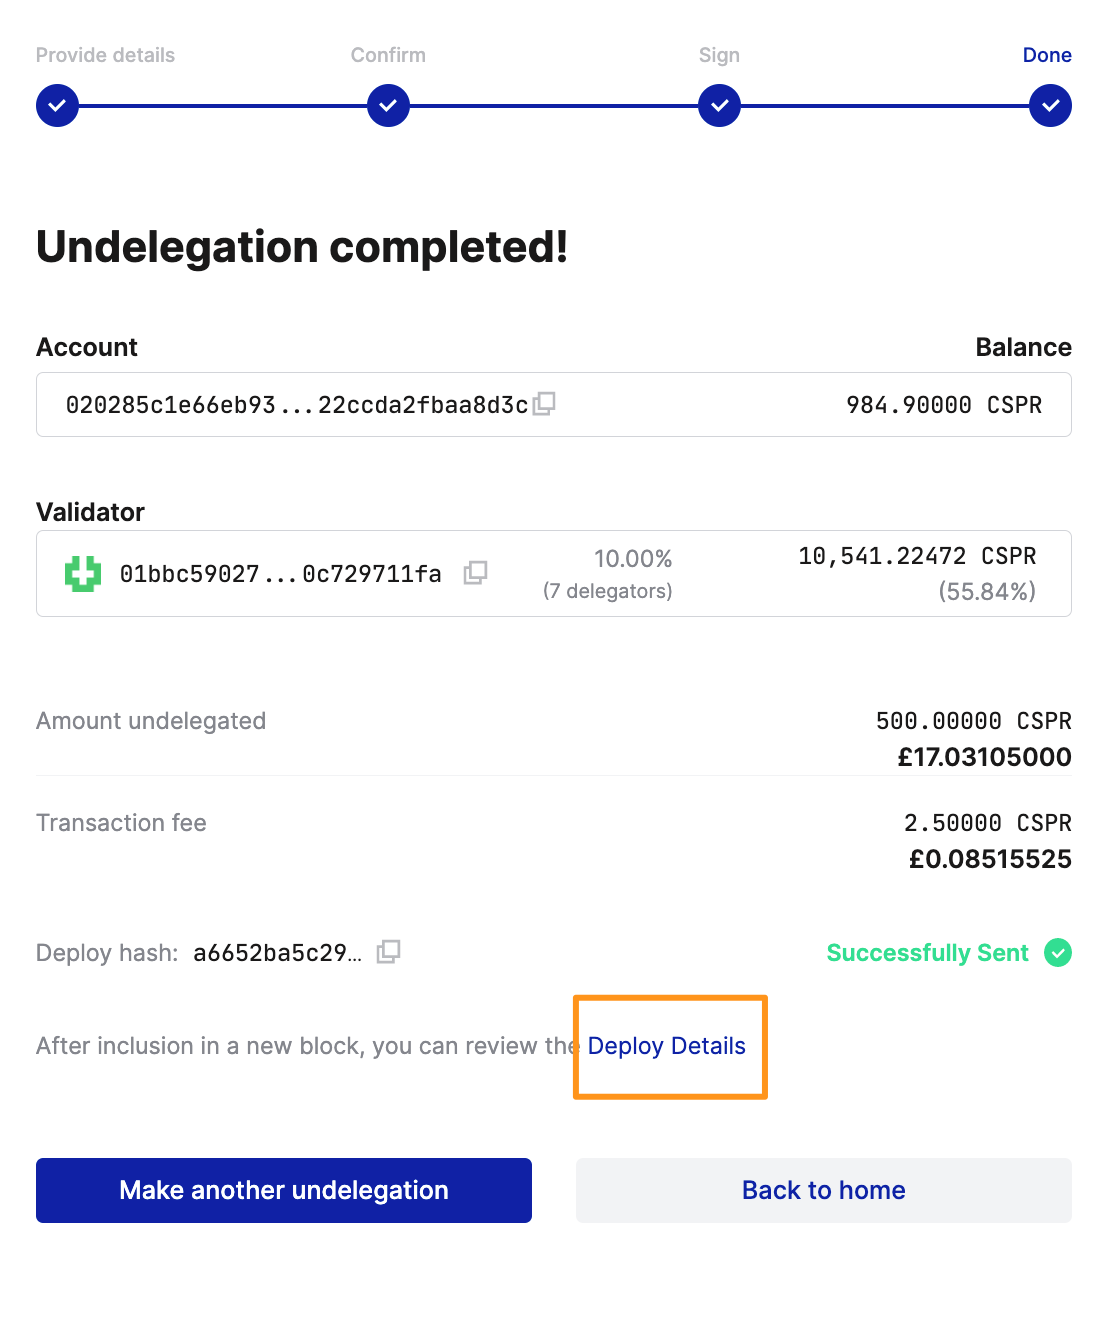 Provide details Confirm Sign Done
Undelegation completed!
Account Balance
020285c1e66eb93...22ccda2fbaa8d3c 984.90000 CSPR
Validator
01bbc59027...0c729711fa 10.00% 10,541.22472 CSPR
(7 delegators) (55.84%)
Amount undelegated 500.00000 CSPR
£17.03105000
Transaction fee 2.50000 CSPR
£0.08515525
Deploy hash: a6652ba5c29... Successfully Sent
After inclusion in a new block, you can review the Deploy Details
Make another undelegation Back to home